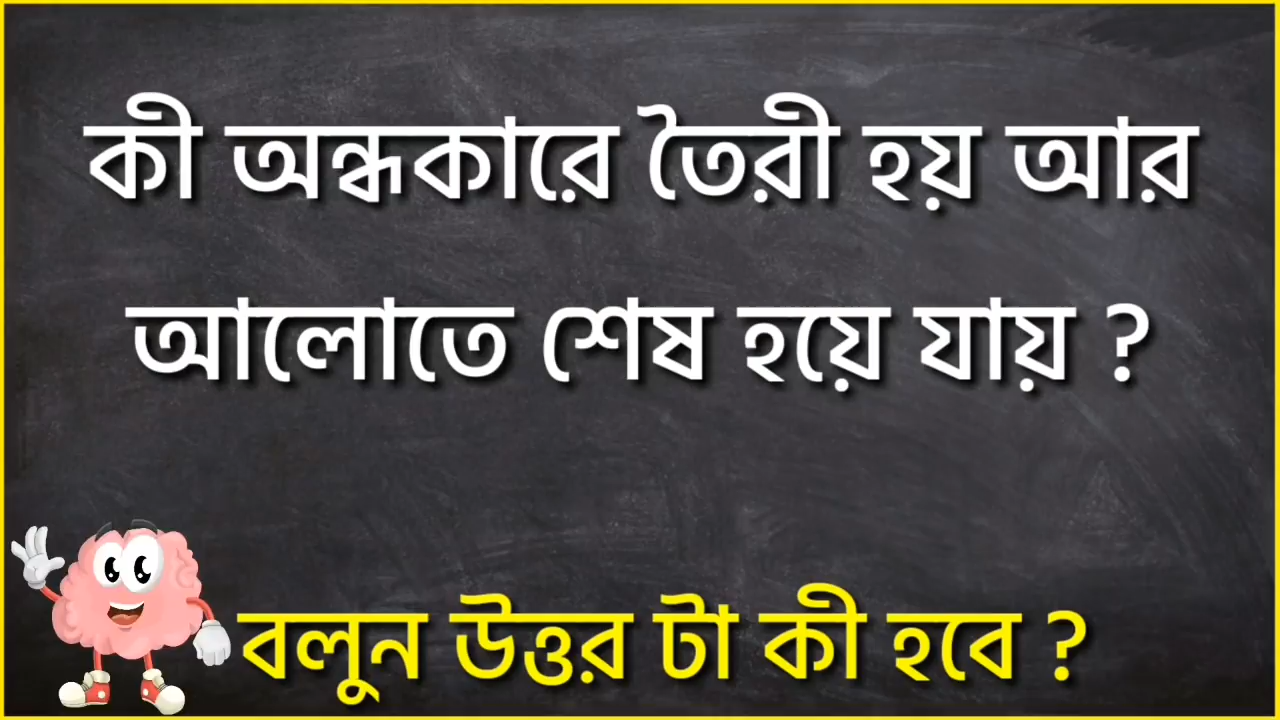 কী অন্ধকারে তৈরী হয় আর
আলোতে শেষ হয়ে যায় ?
বলুন উত্তর টা কী হবে ?